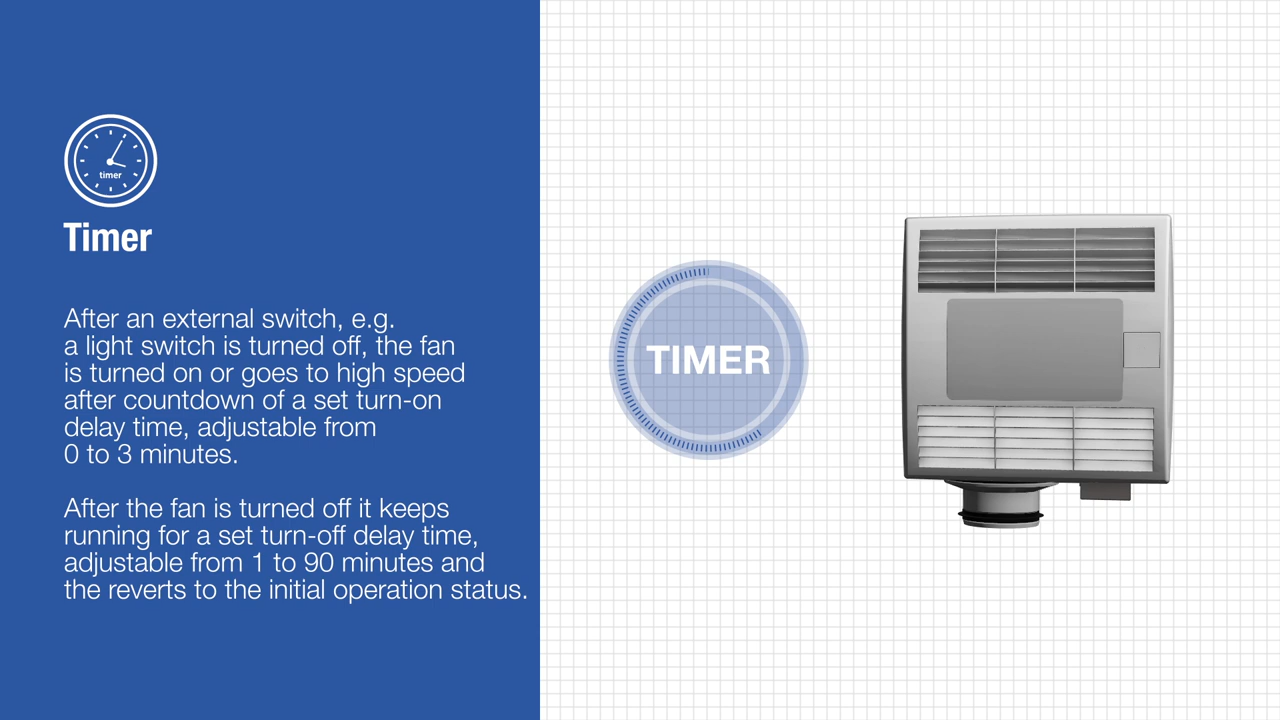 timer
Timer
After an external switch, e.g.
a light switch is turned off, the fan
is turned on or goes to high speed
after countdown of a set turn-on
delay time, adjustable from
0 to 3 minutes.
After the fan is turned off it keeps
running for a set turn-off delay time,
adjustable from 1 to 90 minutes and
the reverts to the initial operation status.
TIMER